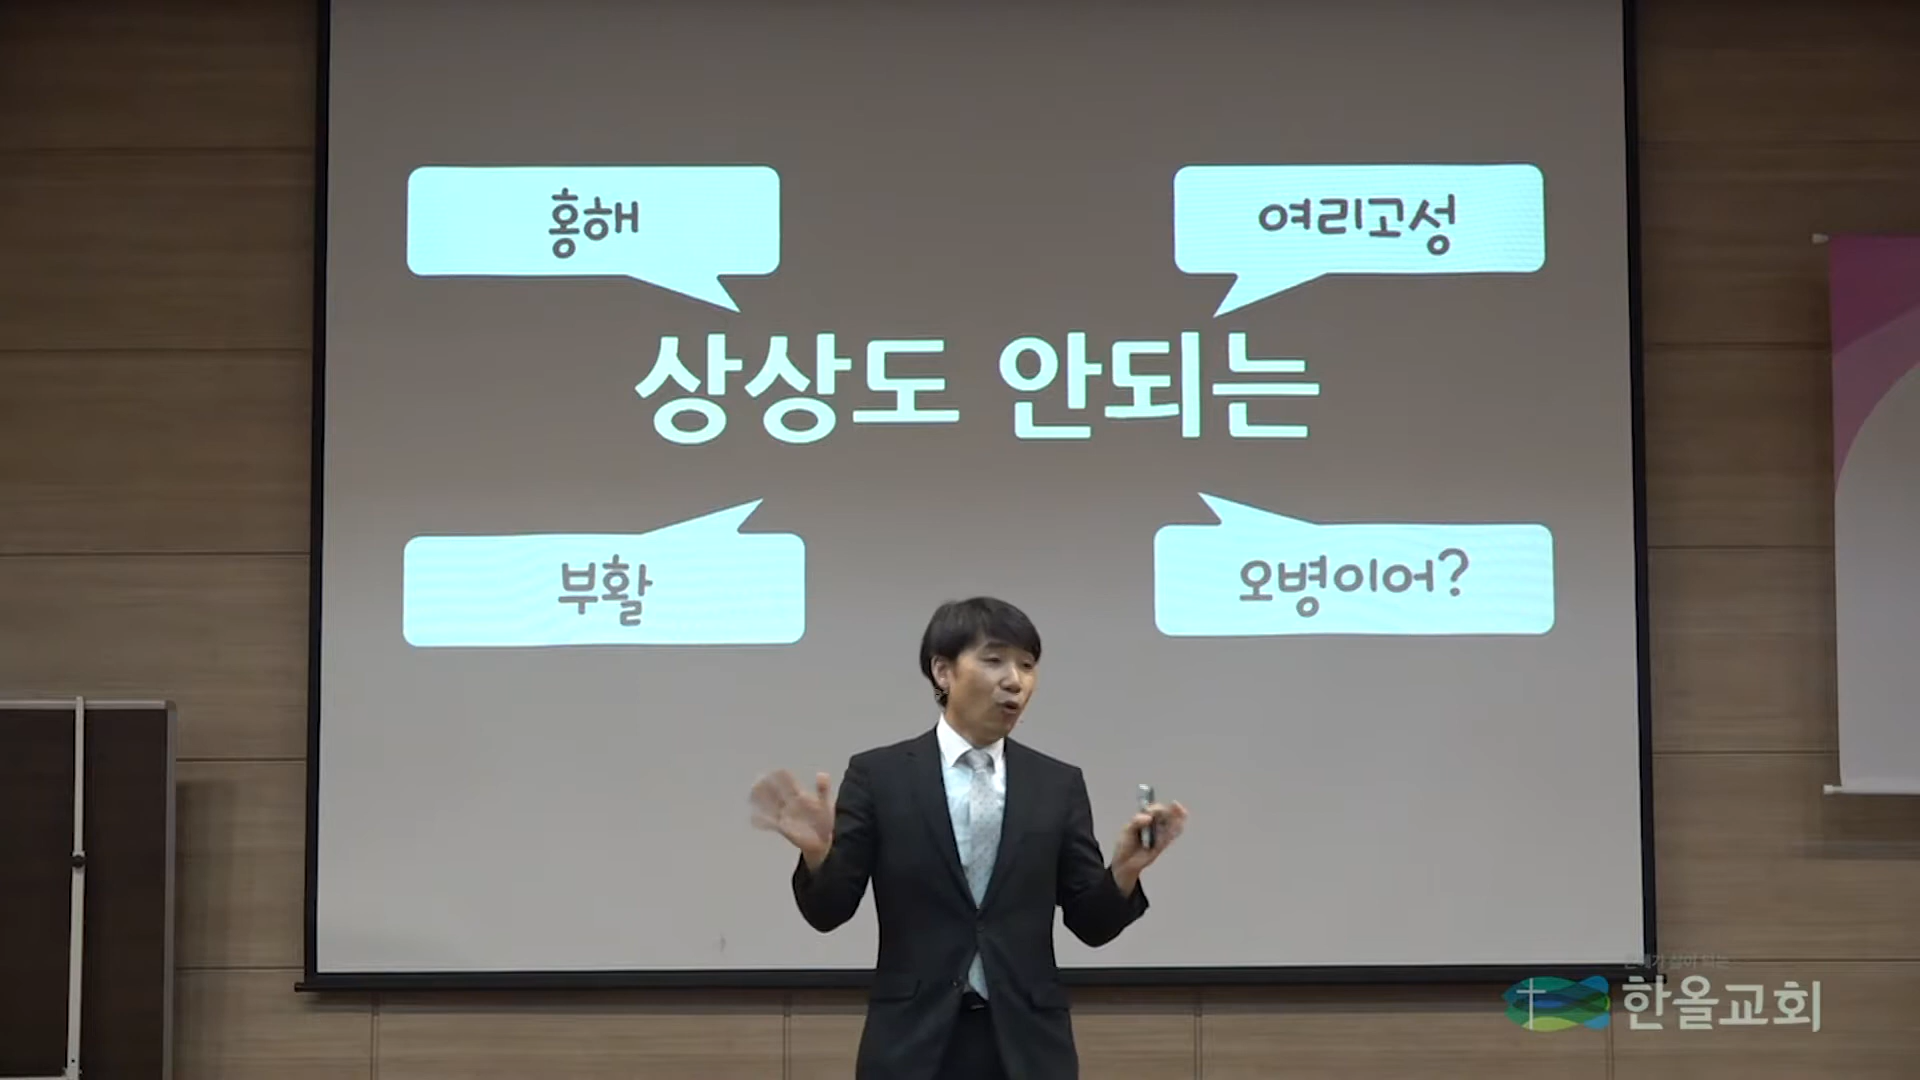 홍해
여리고성
상상도 안되는
부활
오병이어?
한올교회